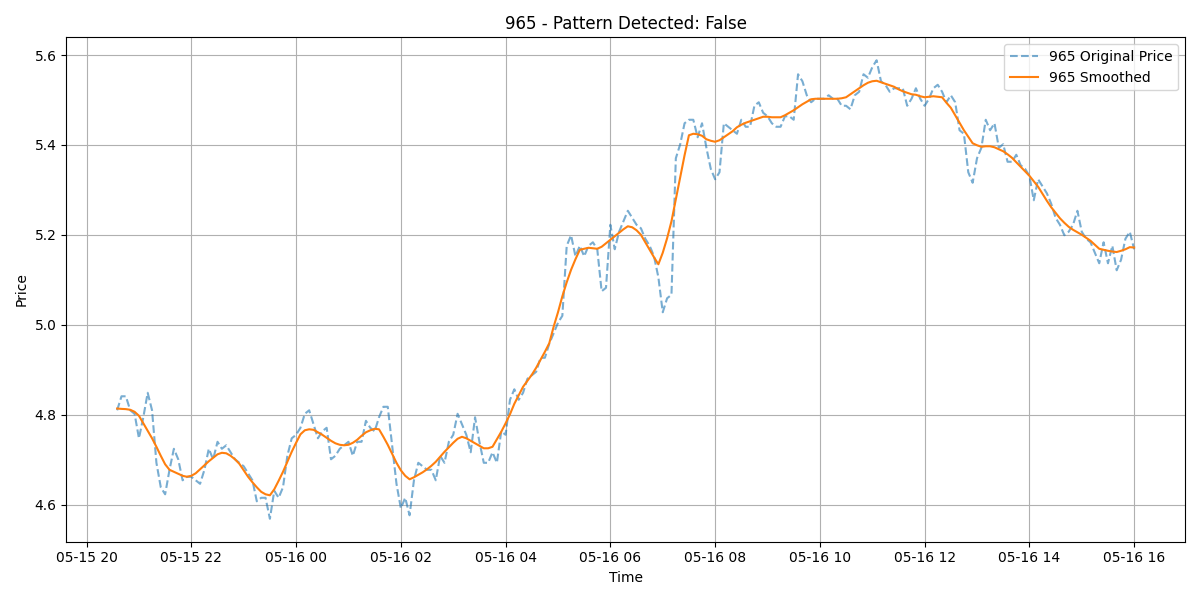 965 - Pattern Detected: False
965 Original Price
965 Smoothed
Price
5.6
5.4
5.2
5.0
4.8
4.6
05-15 20 05-15 22 05-16 00 05-16 02 05-16 04 05-16 06 05-16 08 05-16 10 05-16 12 05-16 14 05-16 16
Time